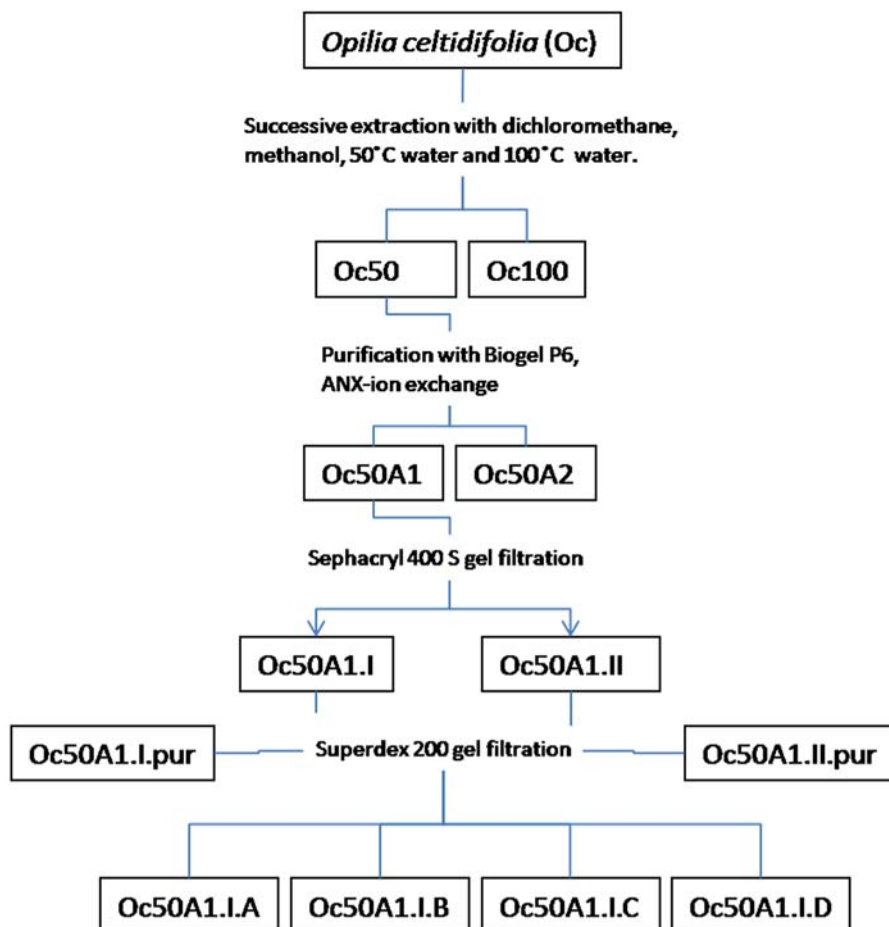 Opilia celtidifolia (Oc)
Successive extraction with dichloromethane,
methanol, 50˚C water and 100˚C water.
Oc50
Oc100
Purification with Biogel P6,
ANX-ion exchange
Oc50A1
Oc50A2
Sephacryl 400 S gel filtration
Oc50A1.I
Oc50A1.II
Oc50A1.I.pur
Superdex 200 gel filtration
Oc50A1.II.pur
Oc50A1.I.A
Oc50A1.I.B
Oc50A1.I.C
Oc50A1.I.D